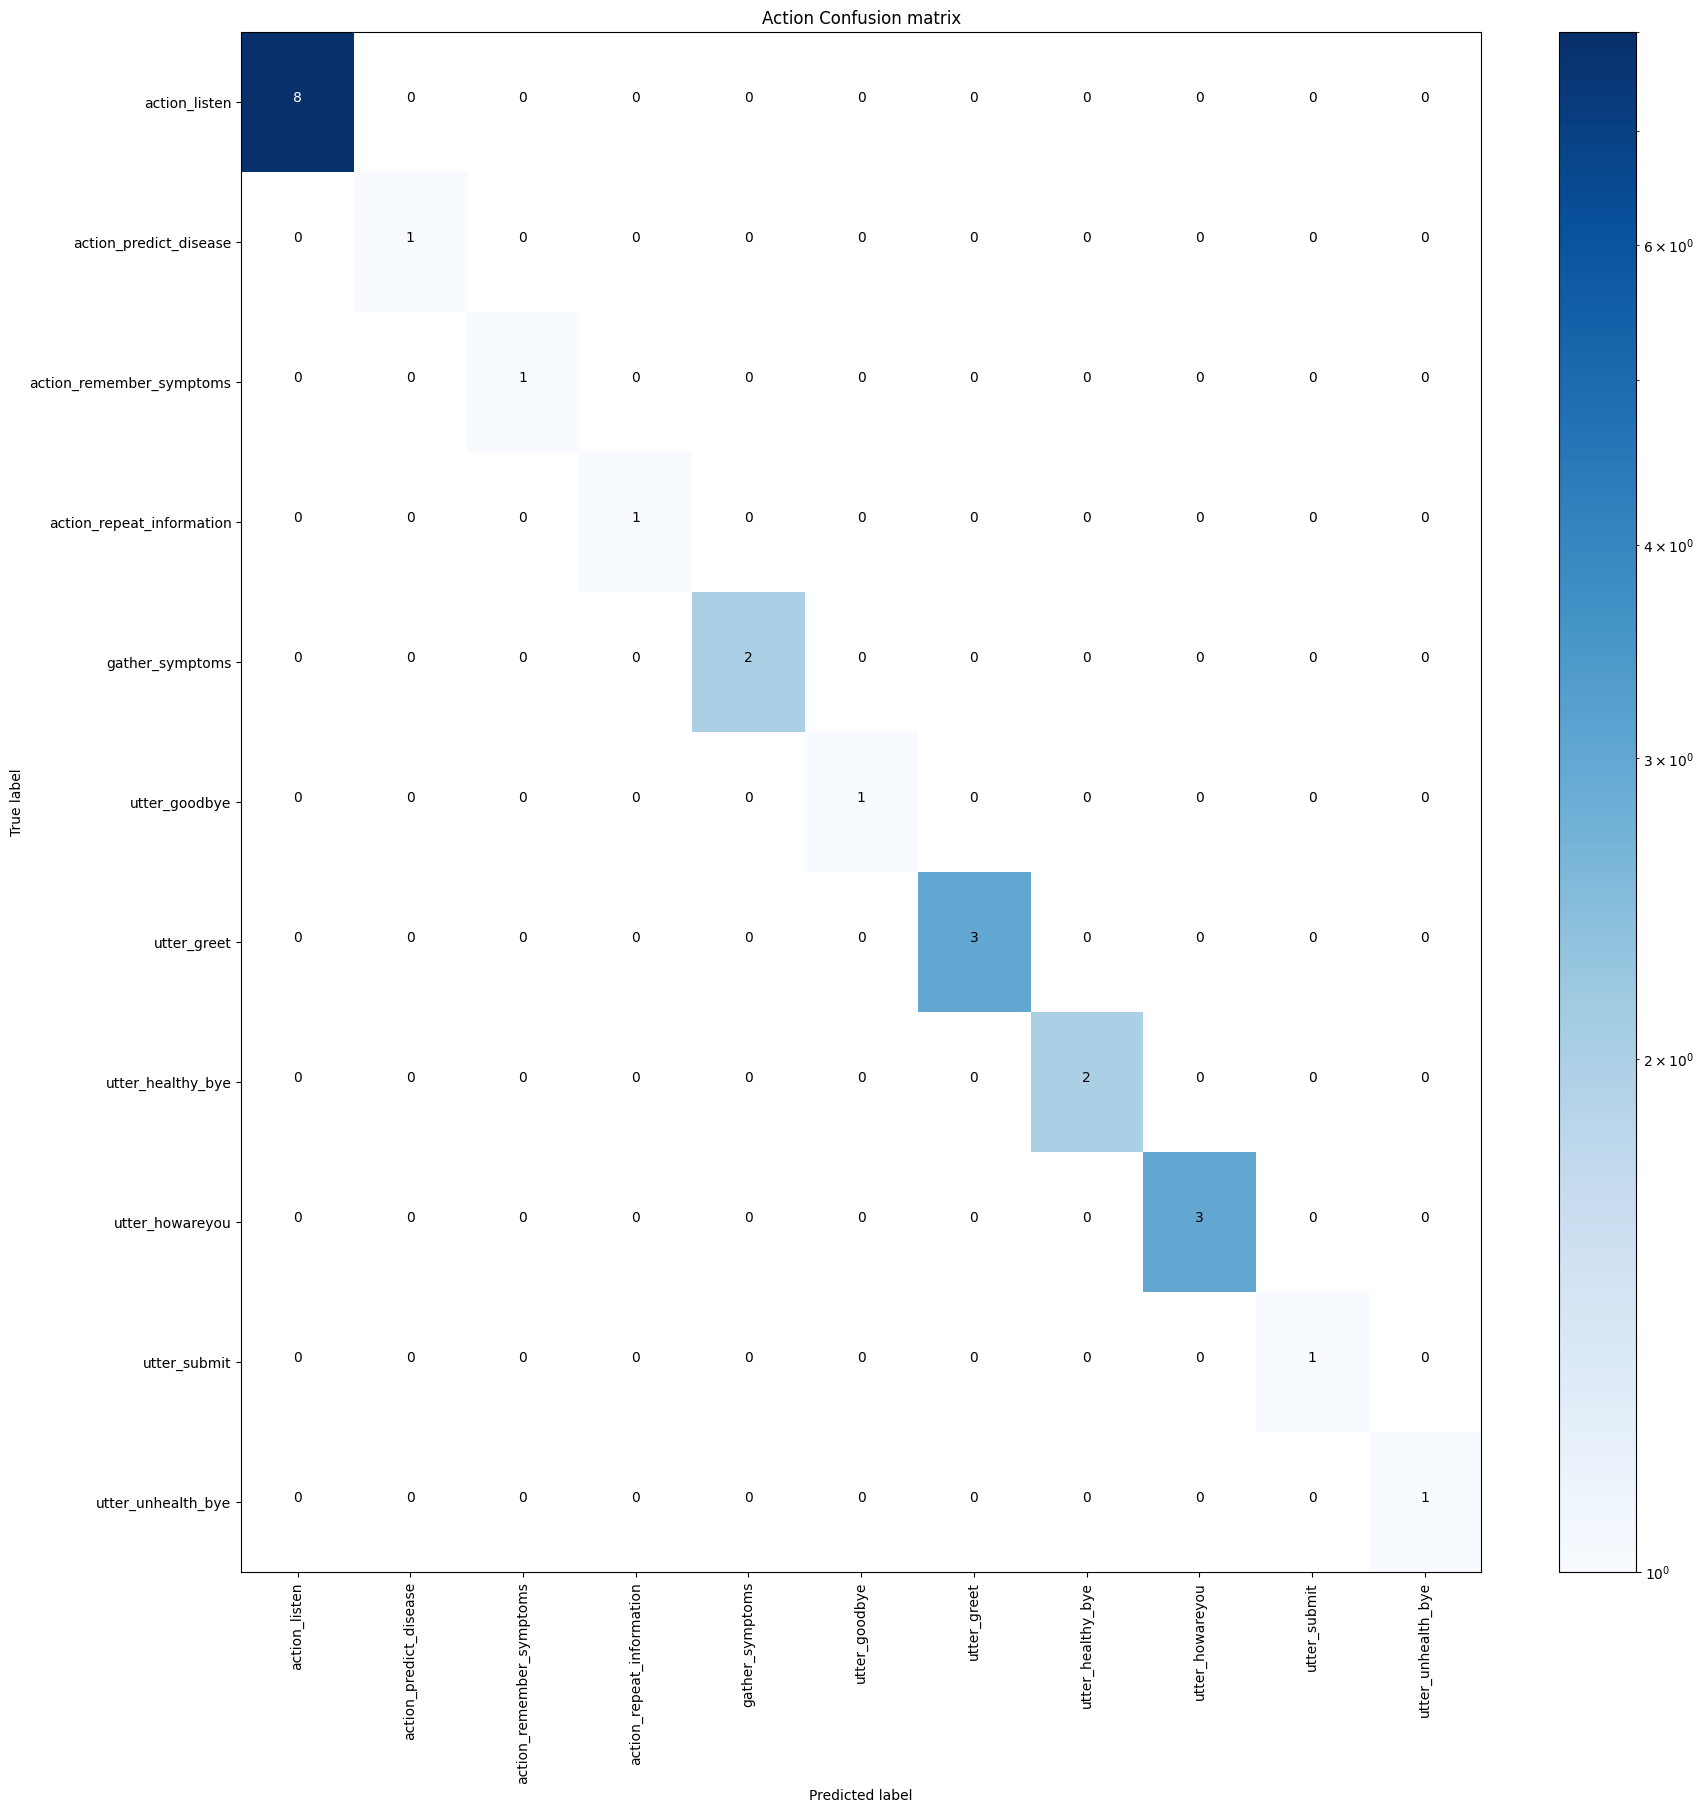 Action Confusion matrix
True label
action_listen 8 0 0 0 0 0 0 0 0 0 0
action_predict_disease 0 1 0 0 0 0 0 0 0 0 0
action_remember_symptoms 0 0 1 0 0 0 0 0 0 0 0
action_repeat_information 0 0 0 1 0 0 0 0 0 0 0
gather_symptoms 0 0 0 0 2 0 0 0 0 0 0
utter_goodbye 0 0 0 0 0 1 0 0 0 0 0
utter_greet 0 0 0 0 0 0 3 0 0 0 0
utter_healthy_bye 0 0 0 0 0 0 0 2 0 0 0
utter_howareyou 0 0 0 0 0 0 0 0 3 0 0
utter_submit 0 0 0 0 0 0 0 0 0 1 0
utter_unhealth_bye 0 0 0 0 0 0 0 0 0 0 1
action_listen
action_predict_disease
action_remember_symptoms
action_repeat_information
gather_symptoms
utter_goodbye
utter_greet
utter_healthy_bye
utter_howareyou
utter_submit
utter_unhealth_bye
Predicted label
6 × 10⁰
4 × 10⁰
3 × 10⁰
2 × 10⁰
10⁰